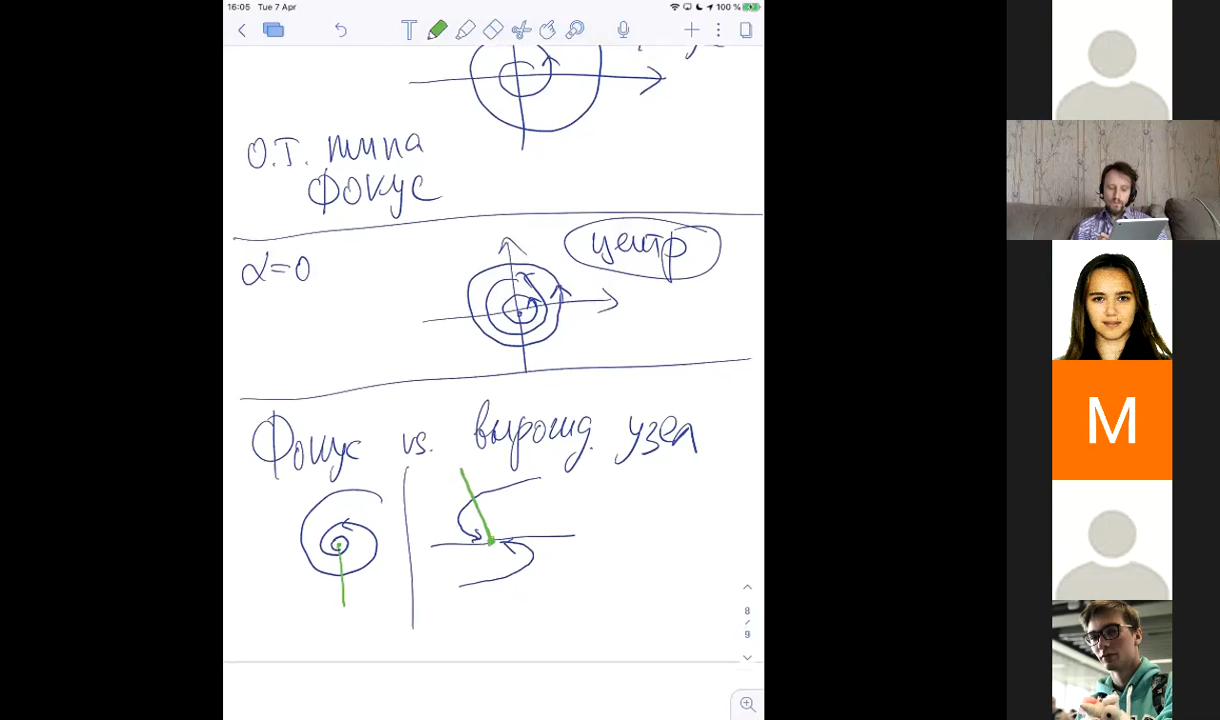 16:05 Tue 7 Apr
100 %
T
О.Т. типа
фокус
α=0
центр
Фокус vs. вырожд. узел
8
/
9
M